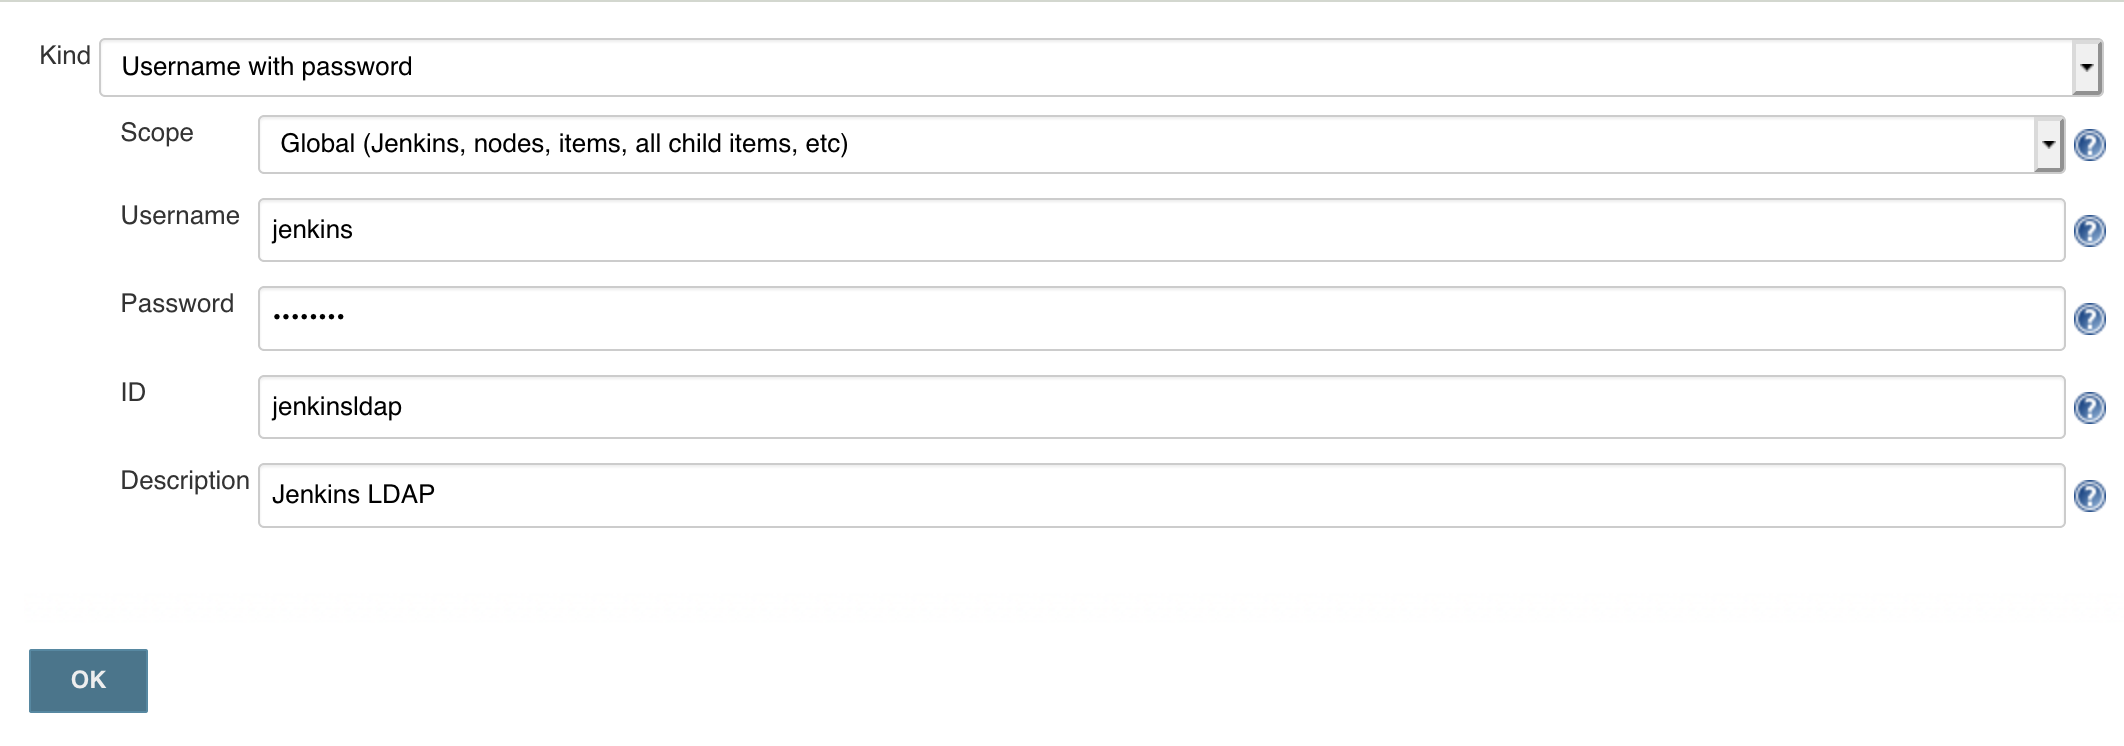 Kind Username with password
Scope Global (Jenkins, nodes, items, all child items, etc)
Username jenkins
Password ••••••••
ID jenkinsldap
Description Jenkins LDAP
OK